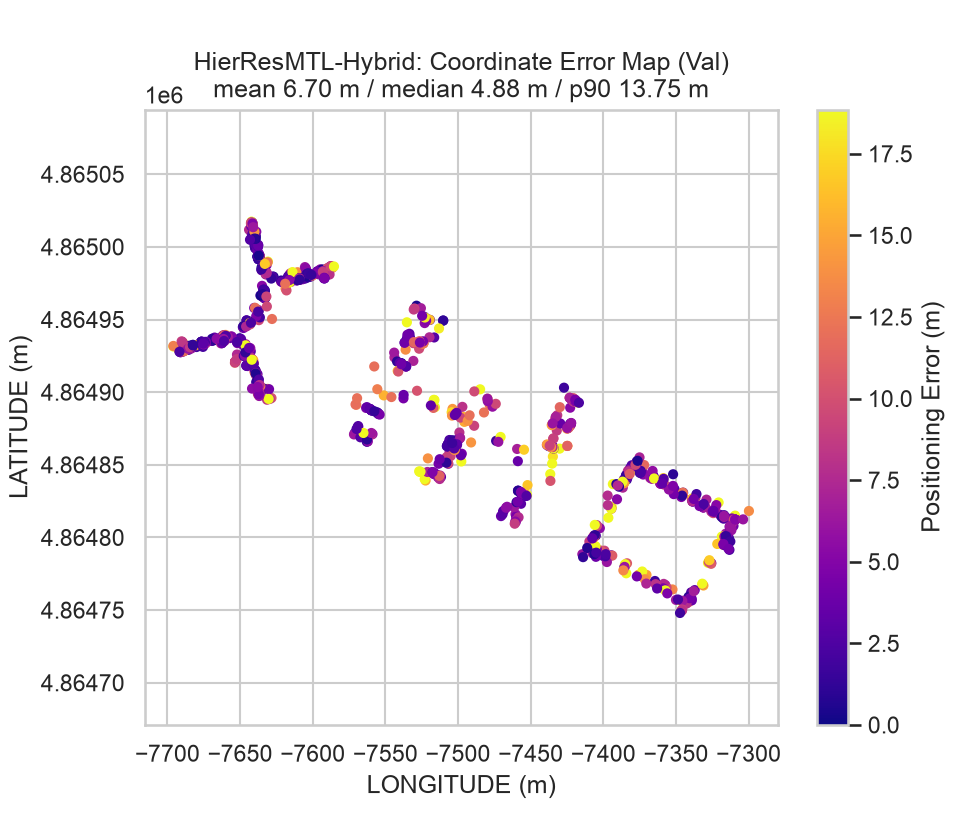 HierResMTL-Hybrid: Coordinate Error Map (Val)
mean 6.70 m / median 4.88 m / p90 13.75 m
1e6
4.86505
4.86500
4.86495
4.86490
4.86485
4.86480
4.86475
4.86470
LATITUDE (m)
−7700 −7650 −7600 −7550 −7500 −7450 −7400 −7350 −7300
LONGITUDE (m)
17.5
15.0
12.5
10.0
7.5
5.0
2.5
0.0
Positioning Error (m)